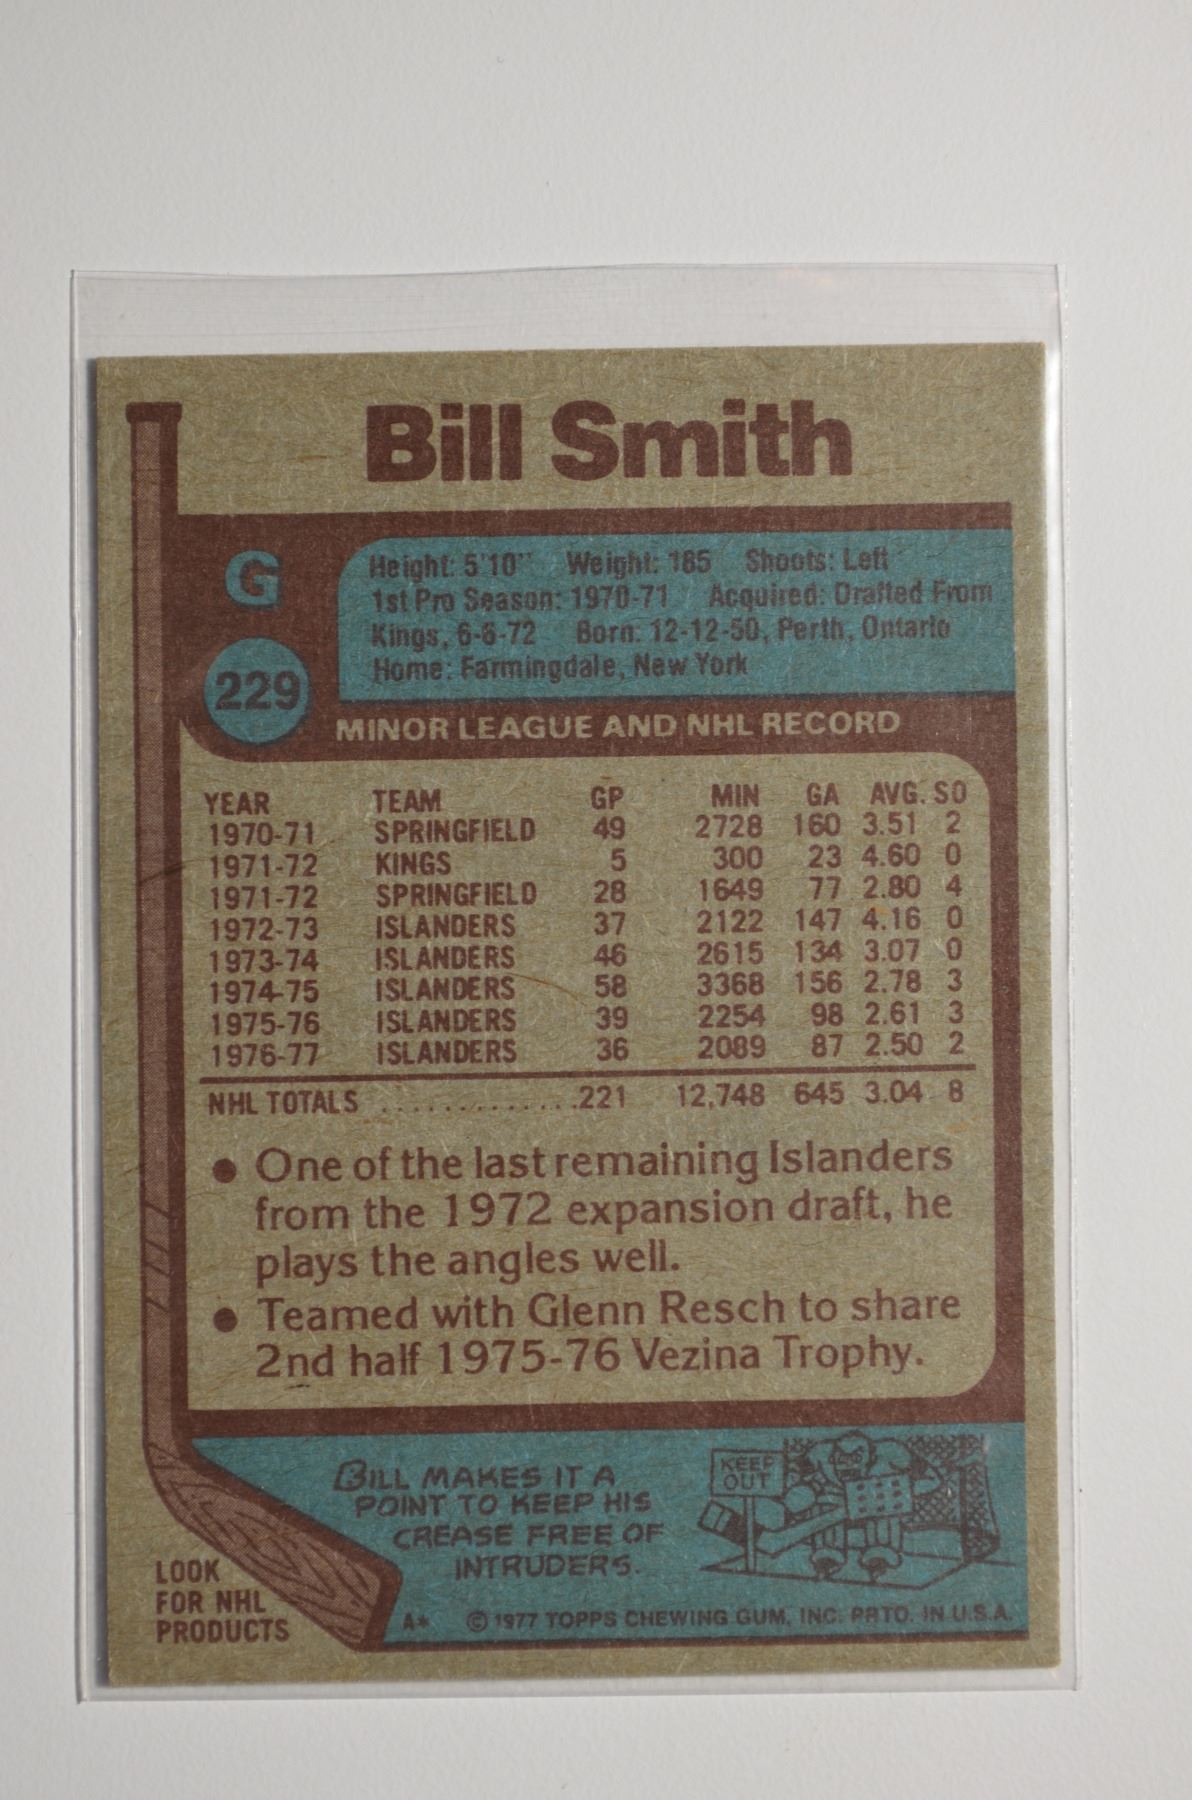 Bill Smith
G
229
Height: 5'10" Weight: 185 Shoots: Left
1st Pro Season: 1970-71 Acquired: Drafted From
Kings, 6-6-72 Born: 12-12-50, Perth, Ontario
Home: Farmingdale, New York
MINOR LEAGUE AND NHL RECORD
YEAR TEAM GP MIN GA AVG. SO
1970-71 SPRINGFIELD 49 2728 160 3.51 2
1971-72 KINGS 5 300 23 4.60 0
1971-72 SPRINGFIELD 28 1649 77 2.80 4
1972-73 ISLANDERS 37 2122 147 4.16 0
1973-74 ISLANDERS 46 2615 134 3.07 0
1974-75 ISLANDERS 58 3368 156 2.78 3
1975-76 ISLANDERS 39 2254 98 2.61 3
1976-77 ISLANDERS 36 2089 87 2.50 2
NHL TOTALS ..............221 12,748 645 3.04 8
• One of the last remaining Islanders
from the 1972 expansion draft, he
plays the angles well.
• Teamed with Glenn Resch to share
2nd half 1975-76 Vezina Trophy.
BILL MAKES IT A
POINT TO KEEP HIS
CREASE FREE OF
INTRUDERS.
KEEP
OUT
LOOK
FOR NHL
PRODUCTS
A* © 1977 TOPPS CHEWING GUM, INC. PRTD. IN U.S.A.